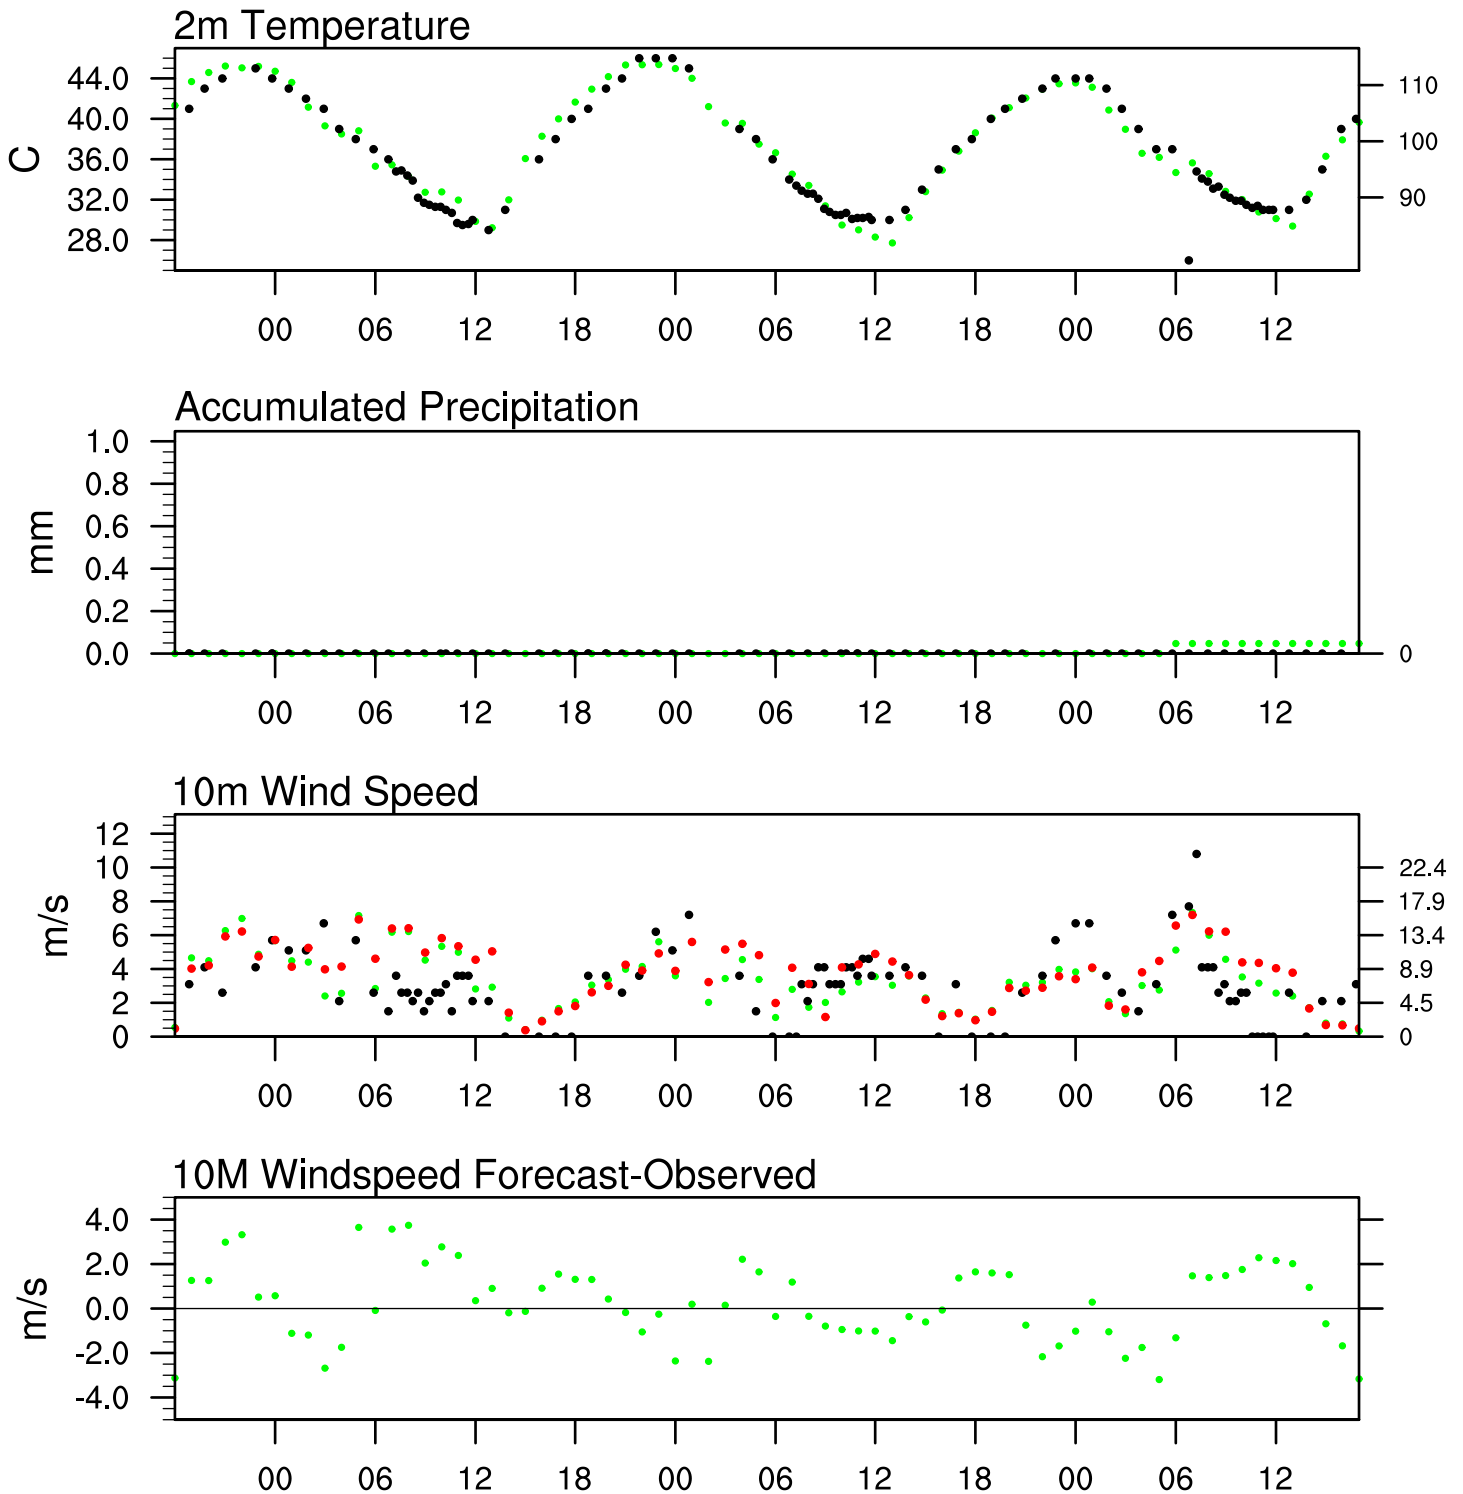 2m Temperature
44.0
40.0
36.0
32.0
28.0
C
110
100
90
00 06 12 18 00 06 12 18 00 06 12
Accumulated Precipitation
1.0
0.8
0.6
0.4
0.2
0.0
mm
0
00 06 12 18 00 06 12 18 00 06 12
10m Wind Speed
12
10
8
6
4
2
0
m/s
22.4
17.9
13.4
8.9
4.5
0
00 06 12 18 00 06 12 18 00 06 12
10M Windspeed Forecast-Observed
4.0
2.0
0.0
-2.0
-4.0
m/s
00 06 12 18 00 06 12 18 00 06 12